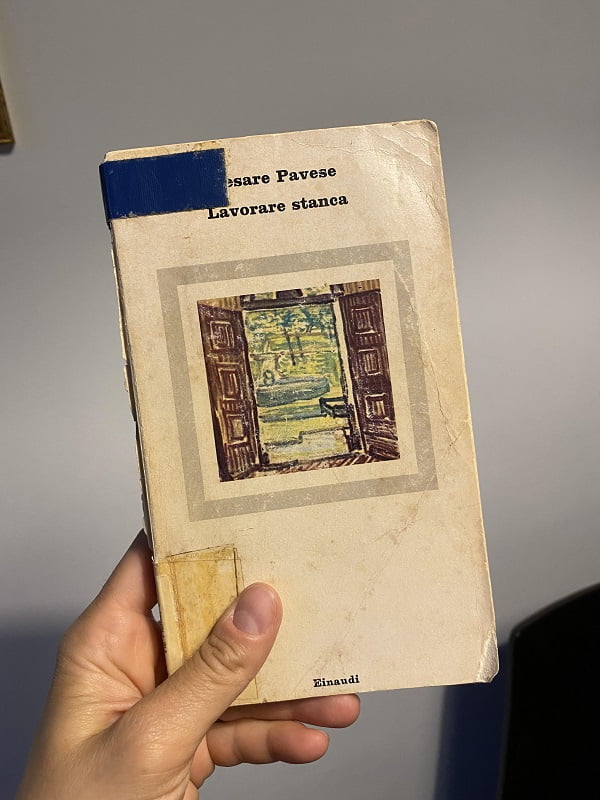 esare Pavese
Lavorare stanca
Einaudi